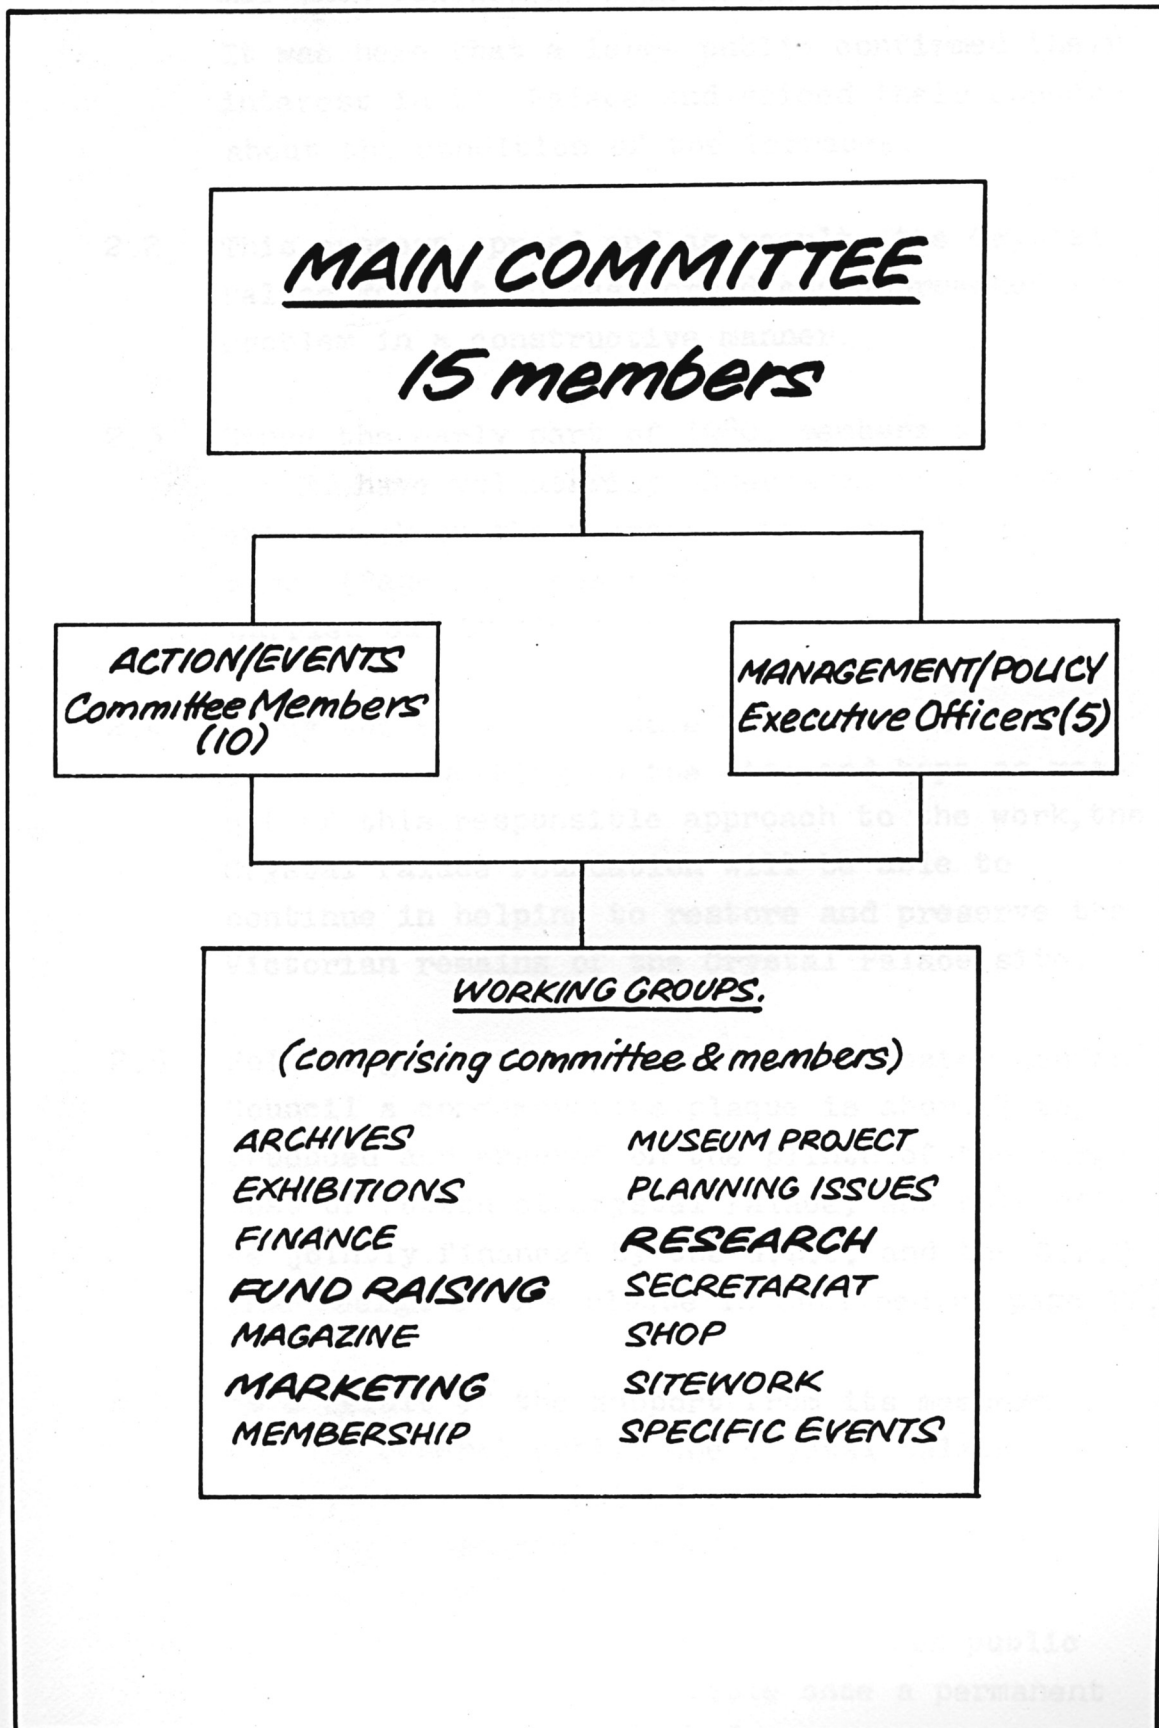 MAIN COMMITTEE
15 members
ACTION/EVENTS
Committee Members
(10)
MANAGEMENT/POLICY
Executive Officers (5)
WORKING GROUPS.
(comprising committee & members)
ARCHIVES
EXHIBITIONS
FINANCE
FUND RAISING
MAGAZINE
MARKETING
MEMBERSHIP
MUSEUM PROJECT
PLANNING ISSUES
RESEARCH
SECRETARIAT
SHOP
SITEWORK
SPECIFIC EVENTS